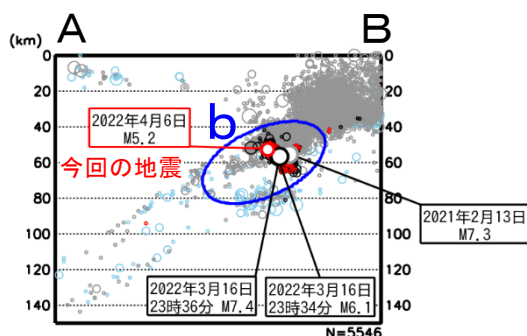 (km) A B
0 0
20 20
40 40
60 60
80 80
100 100
120 120
140 140
b
2022年4月6日
M5.2
今回の地震
2021年2月13日
M7.3
2022年3月16日
23時36分 M7.4
2022年3月16日
23時34分 M6.1
N=5546